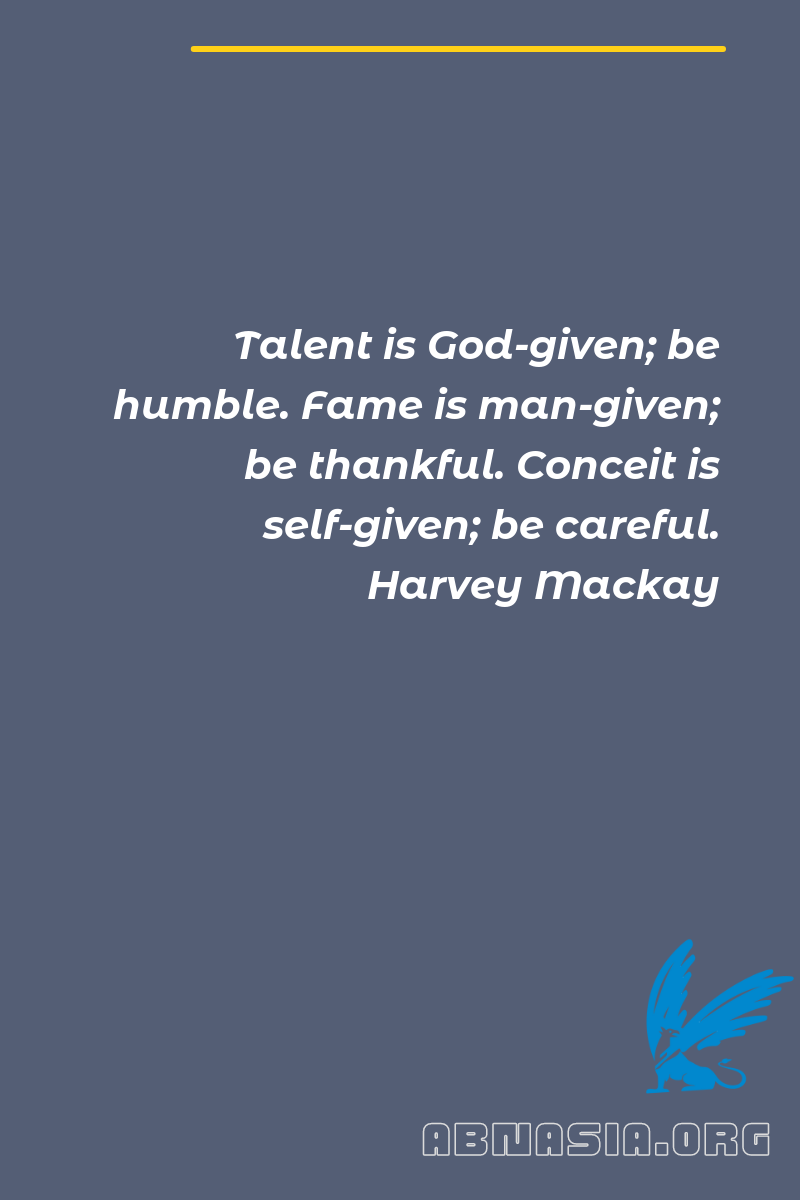 Talent is God-given; be
humble. Fame is man-given;
be thankful. Conceit is
self-given; be careful.
Harvey Mackay
ABNASIA.ORG